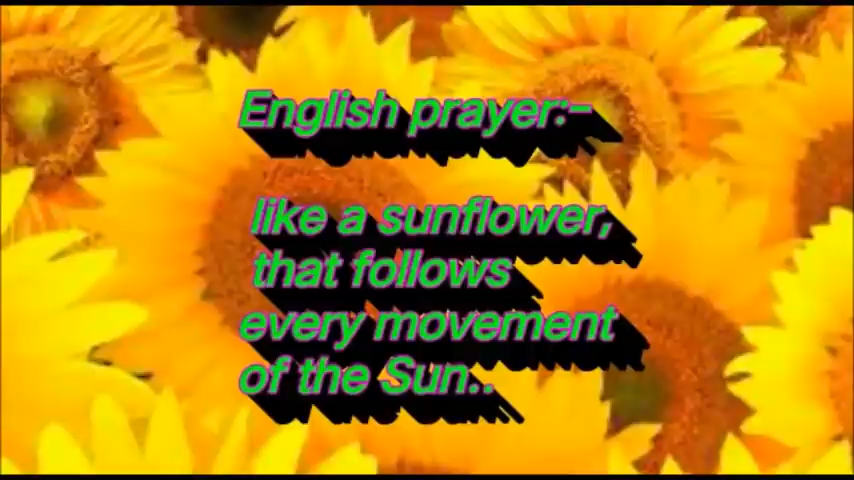 English prayer:-
like a sunflower,
that follows
every movement
of the Sun..